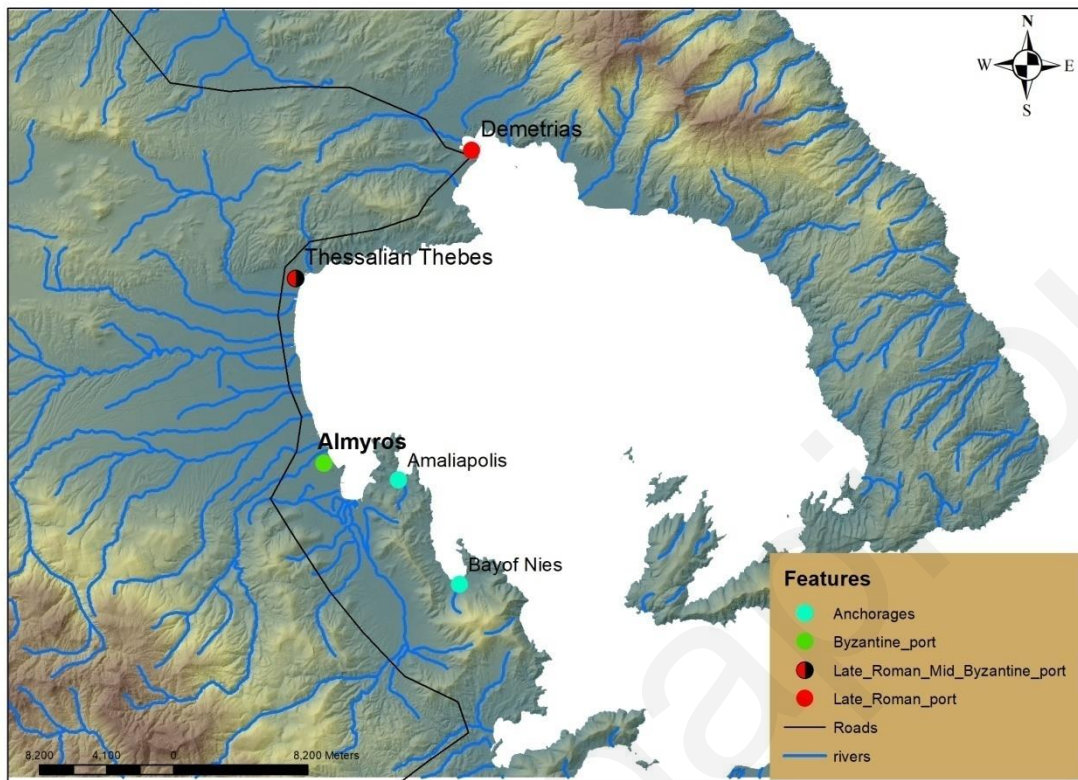 N
W E
S
Demetrias
Thessalian Thebes
Almyros
Amaliapolis
Bayof Nies
Features
Anchorages
Byzantine_port
Late_Roman_Mid_Byzantine_port
Late_Roman_port
Roads
rivers
8,200 4,100 0 8,200 Meters